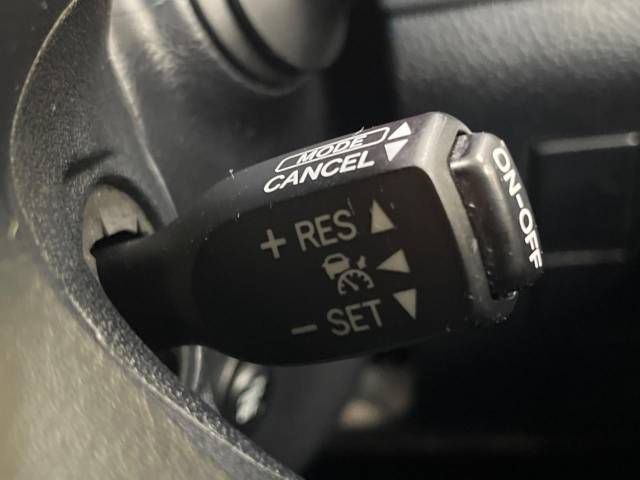 MODE
CANCEL
ON-OFF
+ RES
- SET